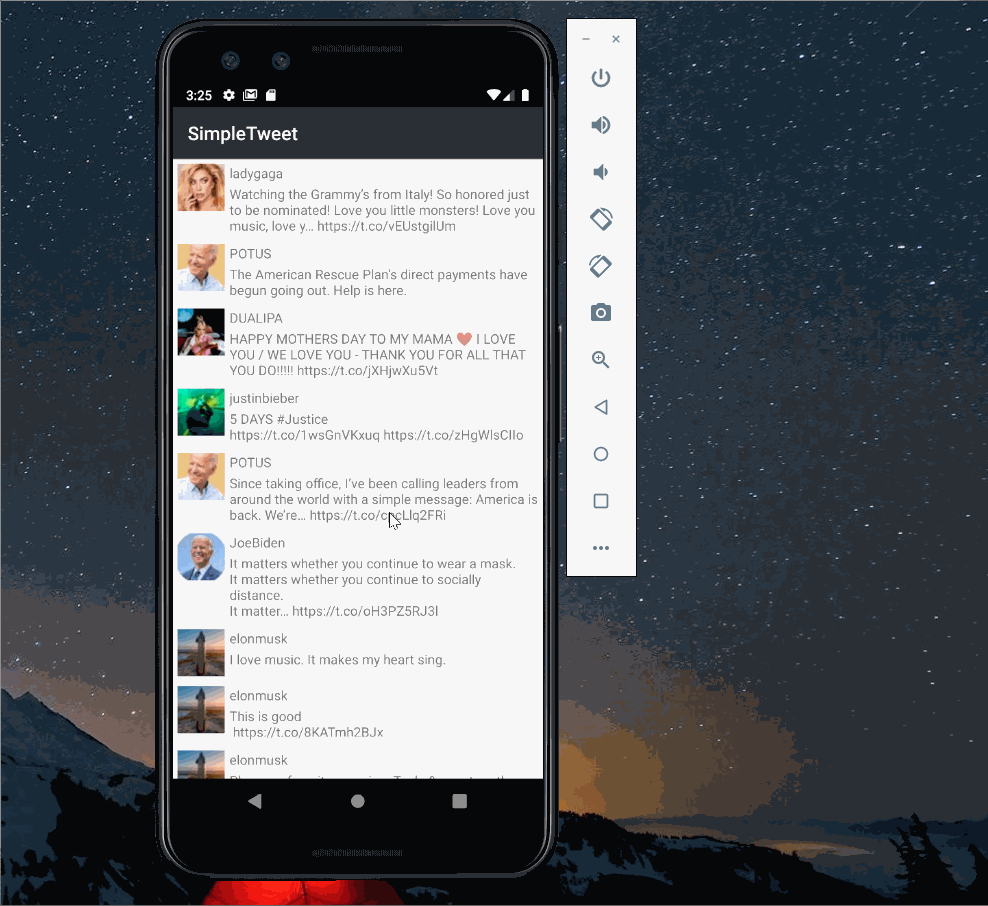 3:25
SimpleTweet
ladygaga
Watching the Grammy's from Italy! So honored just
to be nominated! Love you little monsters! Love you
music, love y... https://t.co/vEUstgiIUm
POTUS
The American Rescue Plan's direct payments have
begun going out. Help is here.
DUALIPA
HAPPY MOTHERS DAY TO MY MAMA ❤️ I LOVE
YOU / WE LOVE YOU - THANK YOU FOR ALL THAT
YOU DO!!!!! https://t.co/jXHjwXu5Vt
justinbieber
5 DAYS #Justice
https://t.co/1wsGnVKxuq https://t.co/zHgWlsCIIo
POTUS
Since taking office, I've been calling leaders from
around the world with a simple message: America is
back. We're...
JoeBiden
It matters whether you continue to wear a mask.
It matters whether you continue to socially
distance.
It matter... https://t.co/oH3PZ5RJ3I
elonmusk
I love music. It makes my heart sing.
elonmusk
This is good
https://t.co/8KATmh2BJx
elonmusk